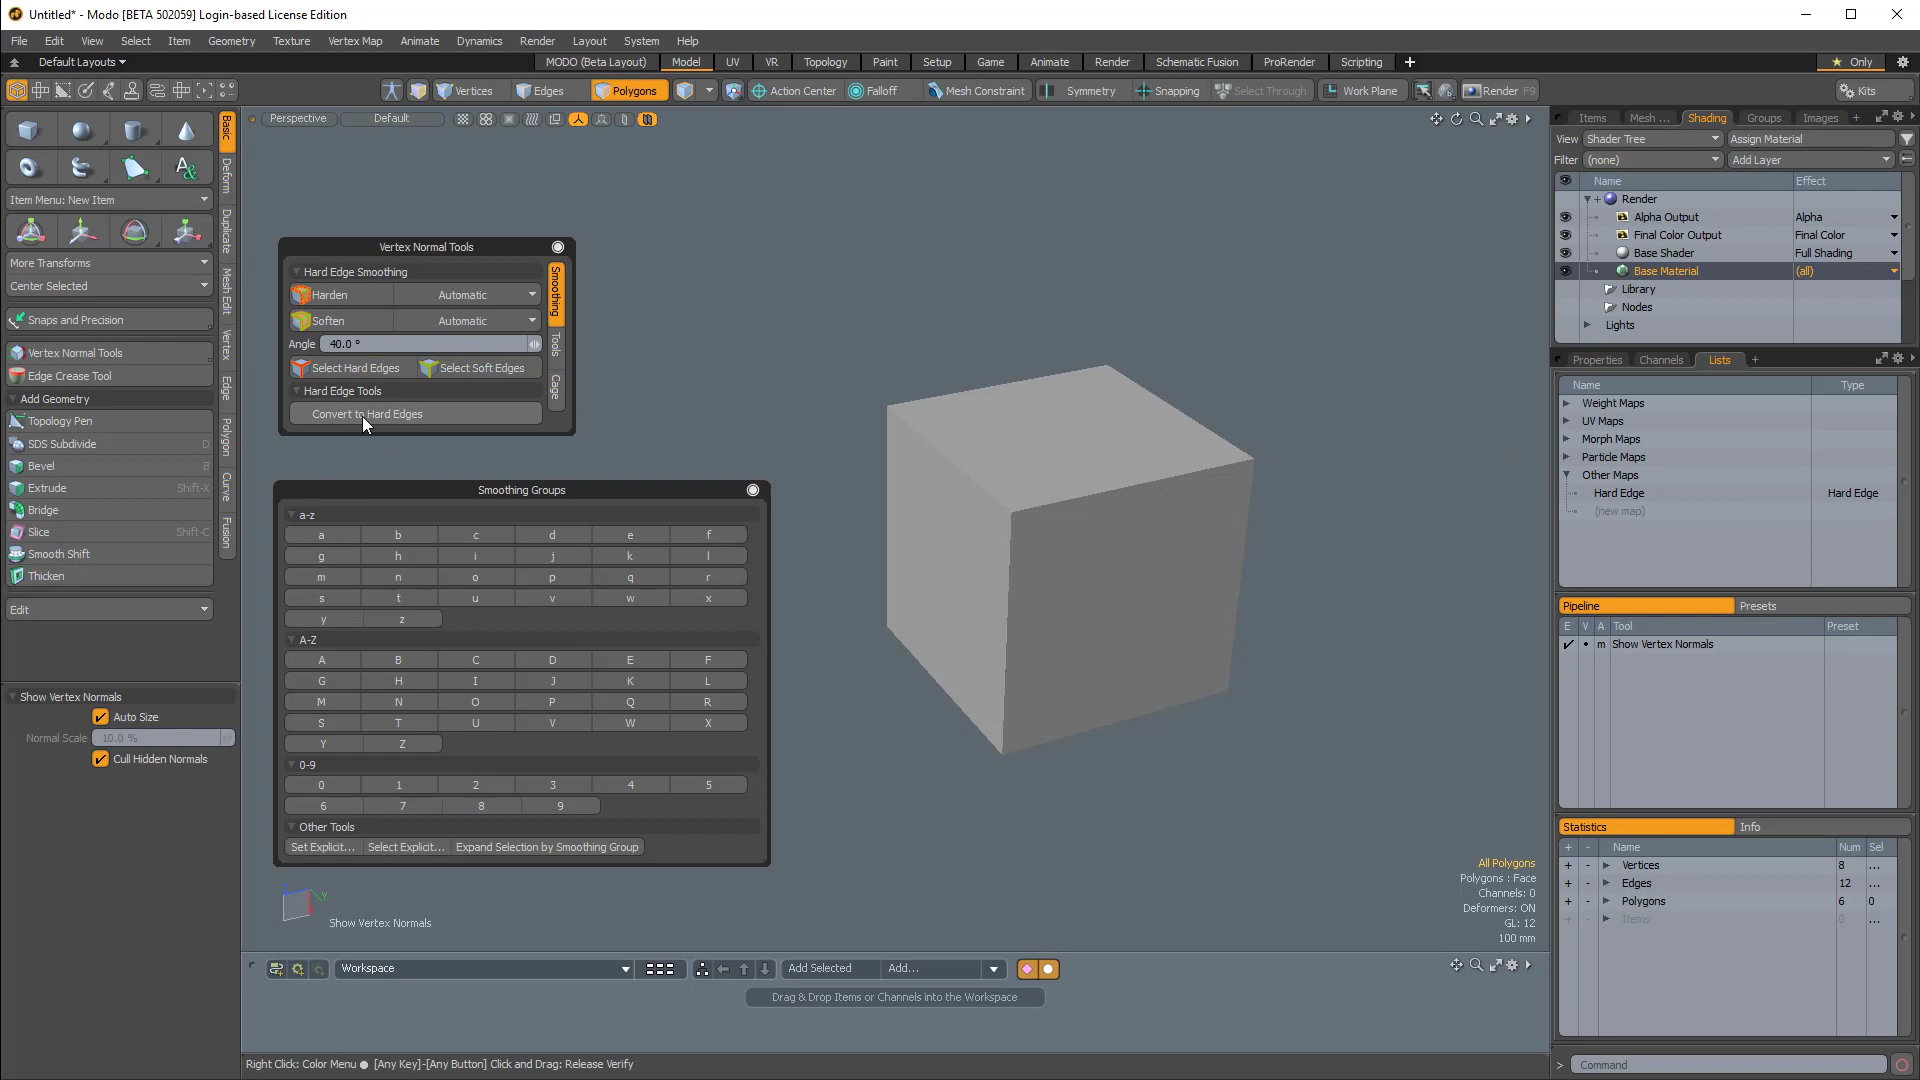 Untitled* - Modo [BETA 502059] Login-based License Edition
File Edit View Select Item Geometry Texture Vertex Map Animate Dynamics Render Layout System Help
Default Layouts MODO (Beta Layout) Model UV VR Topology Paint Setup Game Animate Render Schematic Fusion ProRender Scripting + Only
Vertices Edges Polygons Action Center Falloff Mesh Constraint Symmetry Snapping Select Through Work Plane Render F9 Kits
Perspective Default
Basic
Deform
Duplicate
Mesh Edit
Vertex
Edge
Polygon
Curve
Fusion
Item Menu: New Item
More Transforms
Center Selected
Snaps and Precision
Vertex Normal Tools
Edge Crease Tool
Add Geometry
Topology Pen
SDS Subdivide D
Bevel B
Extrude Shift-X
Bridge
Slice Shift-C
Smooth Shift
Thicken
Edit
Show Vertex Normals
Auto Size
Normal Scale 10.0 %
Cull Hidden Normals
Vertex Normal Tools
Hard Edge Smoothing
Harden Automatic
Soften Automatic
Angle 40.0 °
Select Hard Edges Select Soft Edges
Hard Edge Tools
Convert to Hard Edges
Smoothing
Tools
Cage
Smoothing Groups
a-z
a b c d e f
g h i j k l
m n o p q r
s t u v w x
y z
A-Z
A B C D E F
G H I J K L
M N O P Q R
S T U V W X
Y Z
0-9
0 1 2 3 4 5
6 7 8 9
Other Tools
Set Explicit... Select Explicit... Expand Selection by Smoothing Group
Y
Show Vertex Normals
All Polygons
Polygons : Face
Channels: 0
Deformers: ON
GL: 12
100 mm
Workspace Add Selected Add...
Drag & Drop Items or Channels into the Workspace
Right Click: Color Menu ● [Any Key]-[Any Button] Click and Drag: Release Verify
Items Mesh ... Shading Groups Images +
View Shader Tree Assign Material
Filter (none) Add Layer
Name Effect
Render
Alpha Output Alpha
Final Color Output Final Color
Base Shader Full Shading
Base Material (all)
Library
Nodes
Lights
Properties Channels Lists +
Name Type
Weight Maps
UV Maps
Morph Maps
Particle Maps
Other Maps
Hard Edge Hard Edge
(new map)
Pipeline Presets
E V A Tool Preset
m Show Vertex Normals
Statistics Info
+ - Name Num Sel
+ - Vertices 8 ...
+ - Edges 12 ...
+ - Polygons 6 0
+ - Items 0 ...
> Command